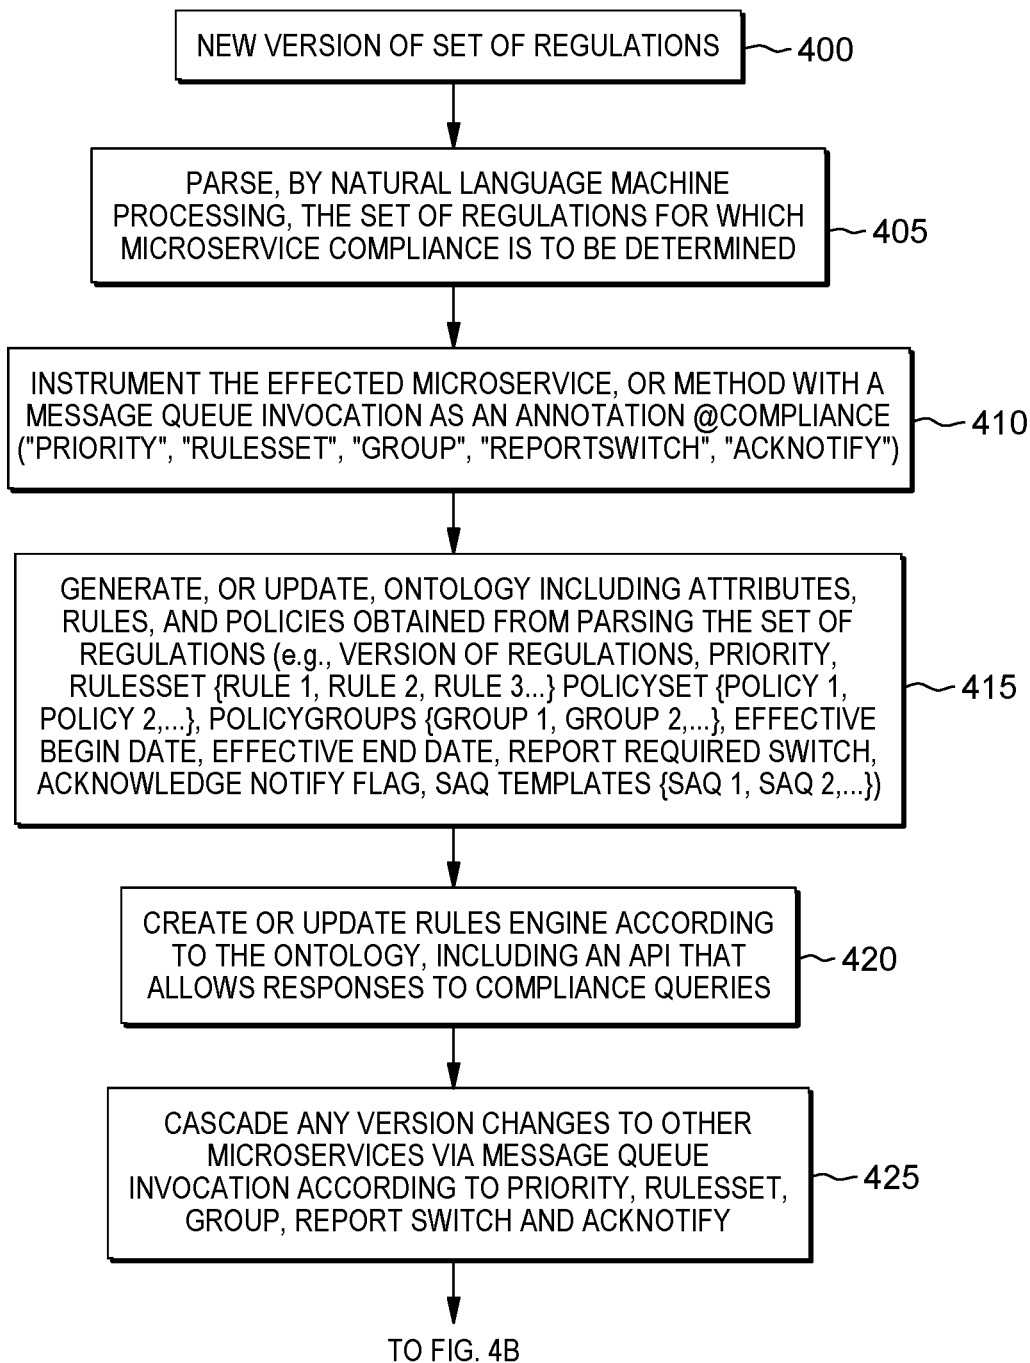 NEW VERSION OF SET OF REGULATIONS
400
PARSE, BY NATURAL LANGUAGE MACHINE
PROCESSING, THE SET OF REGULATIONS FOR WHICH
MICROSERVICE COMPLIANCE IS TO BE DETERMINED
405
INSTRUMENT THE EFFECTED MICROSERVICE, OR METHOD WITH A
MESSAGE QUEUE INVOCATION AS AN ANNOTATION @COMPLIANCE
("PRIORITY", "RULESSET", "GROUP", "REPORTSWITCH", "ACKNOTIFY")
410
GENERATE, OR UPDATE, ONTOLOGY INCLUDING ATTRIBUTES,
RULES, AND POLICIES OBTAINED FROM PARSING THE SET OF
REGULATIONS (e.g., VERSION OF REGULATIONS, PRIORITY,
RULESSET {RULE 1, RULE 2, RULE 3...} POLICYSET {POLICY 1,
POLICY 2,...}, POLICYGROUPS {GROUP 1, GROUP 2,...}, EFFECTIVE
BEGIN DATE, EFFECTIVE END DATE, REPORT REQUIRED SWITCH,
ACKNOWLEDGE NOTIFY FLAG, SAQ TEMPLATES {SAQ 1, SAQ 2,...})
415
CREATE OR UPDATE RULES ENGINE ACCORDING
TO THE ONTOLOGY, INCLUDING AN API THAT
ALLOWS RESPONSES TO COMPLIANCE QUERIES
420
CASCADE ANY VERSION CHANGES TO OTHER
MICROSERVICES VIA MESSAGE QUEUE
INVOCATION ACCORDING TO PRIORITY, RULESSET,
GROUP, REPORT SWITCH AND ACKNOTIFY
425
TO FIG. 4B